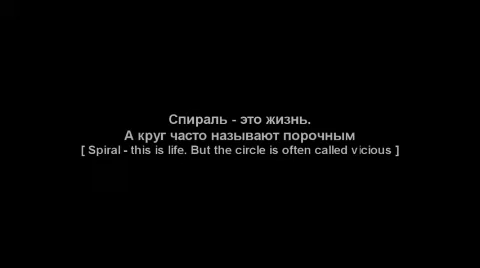 Спираль - это жизнь.
А круг часто называют порочным
[ Spiral - this is life. But the circle is often called vicious ]